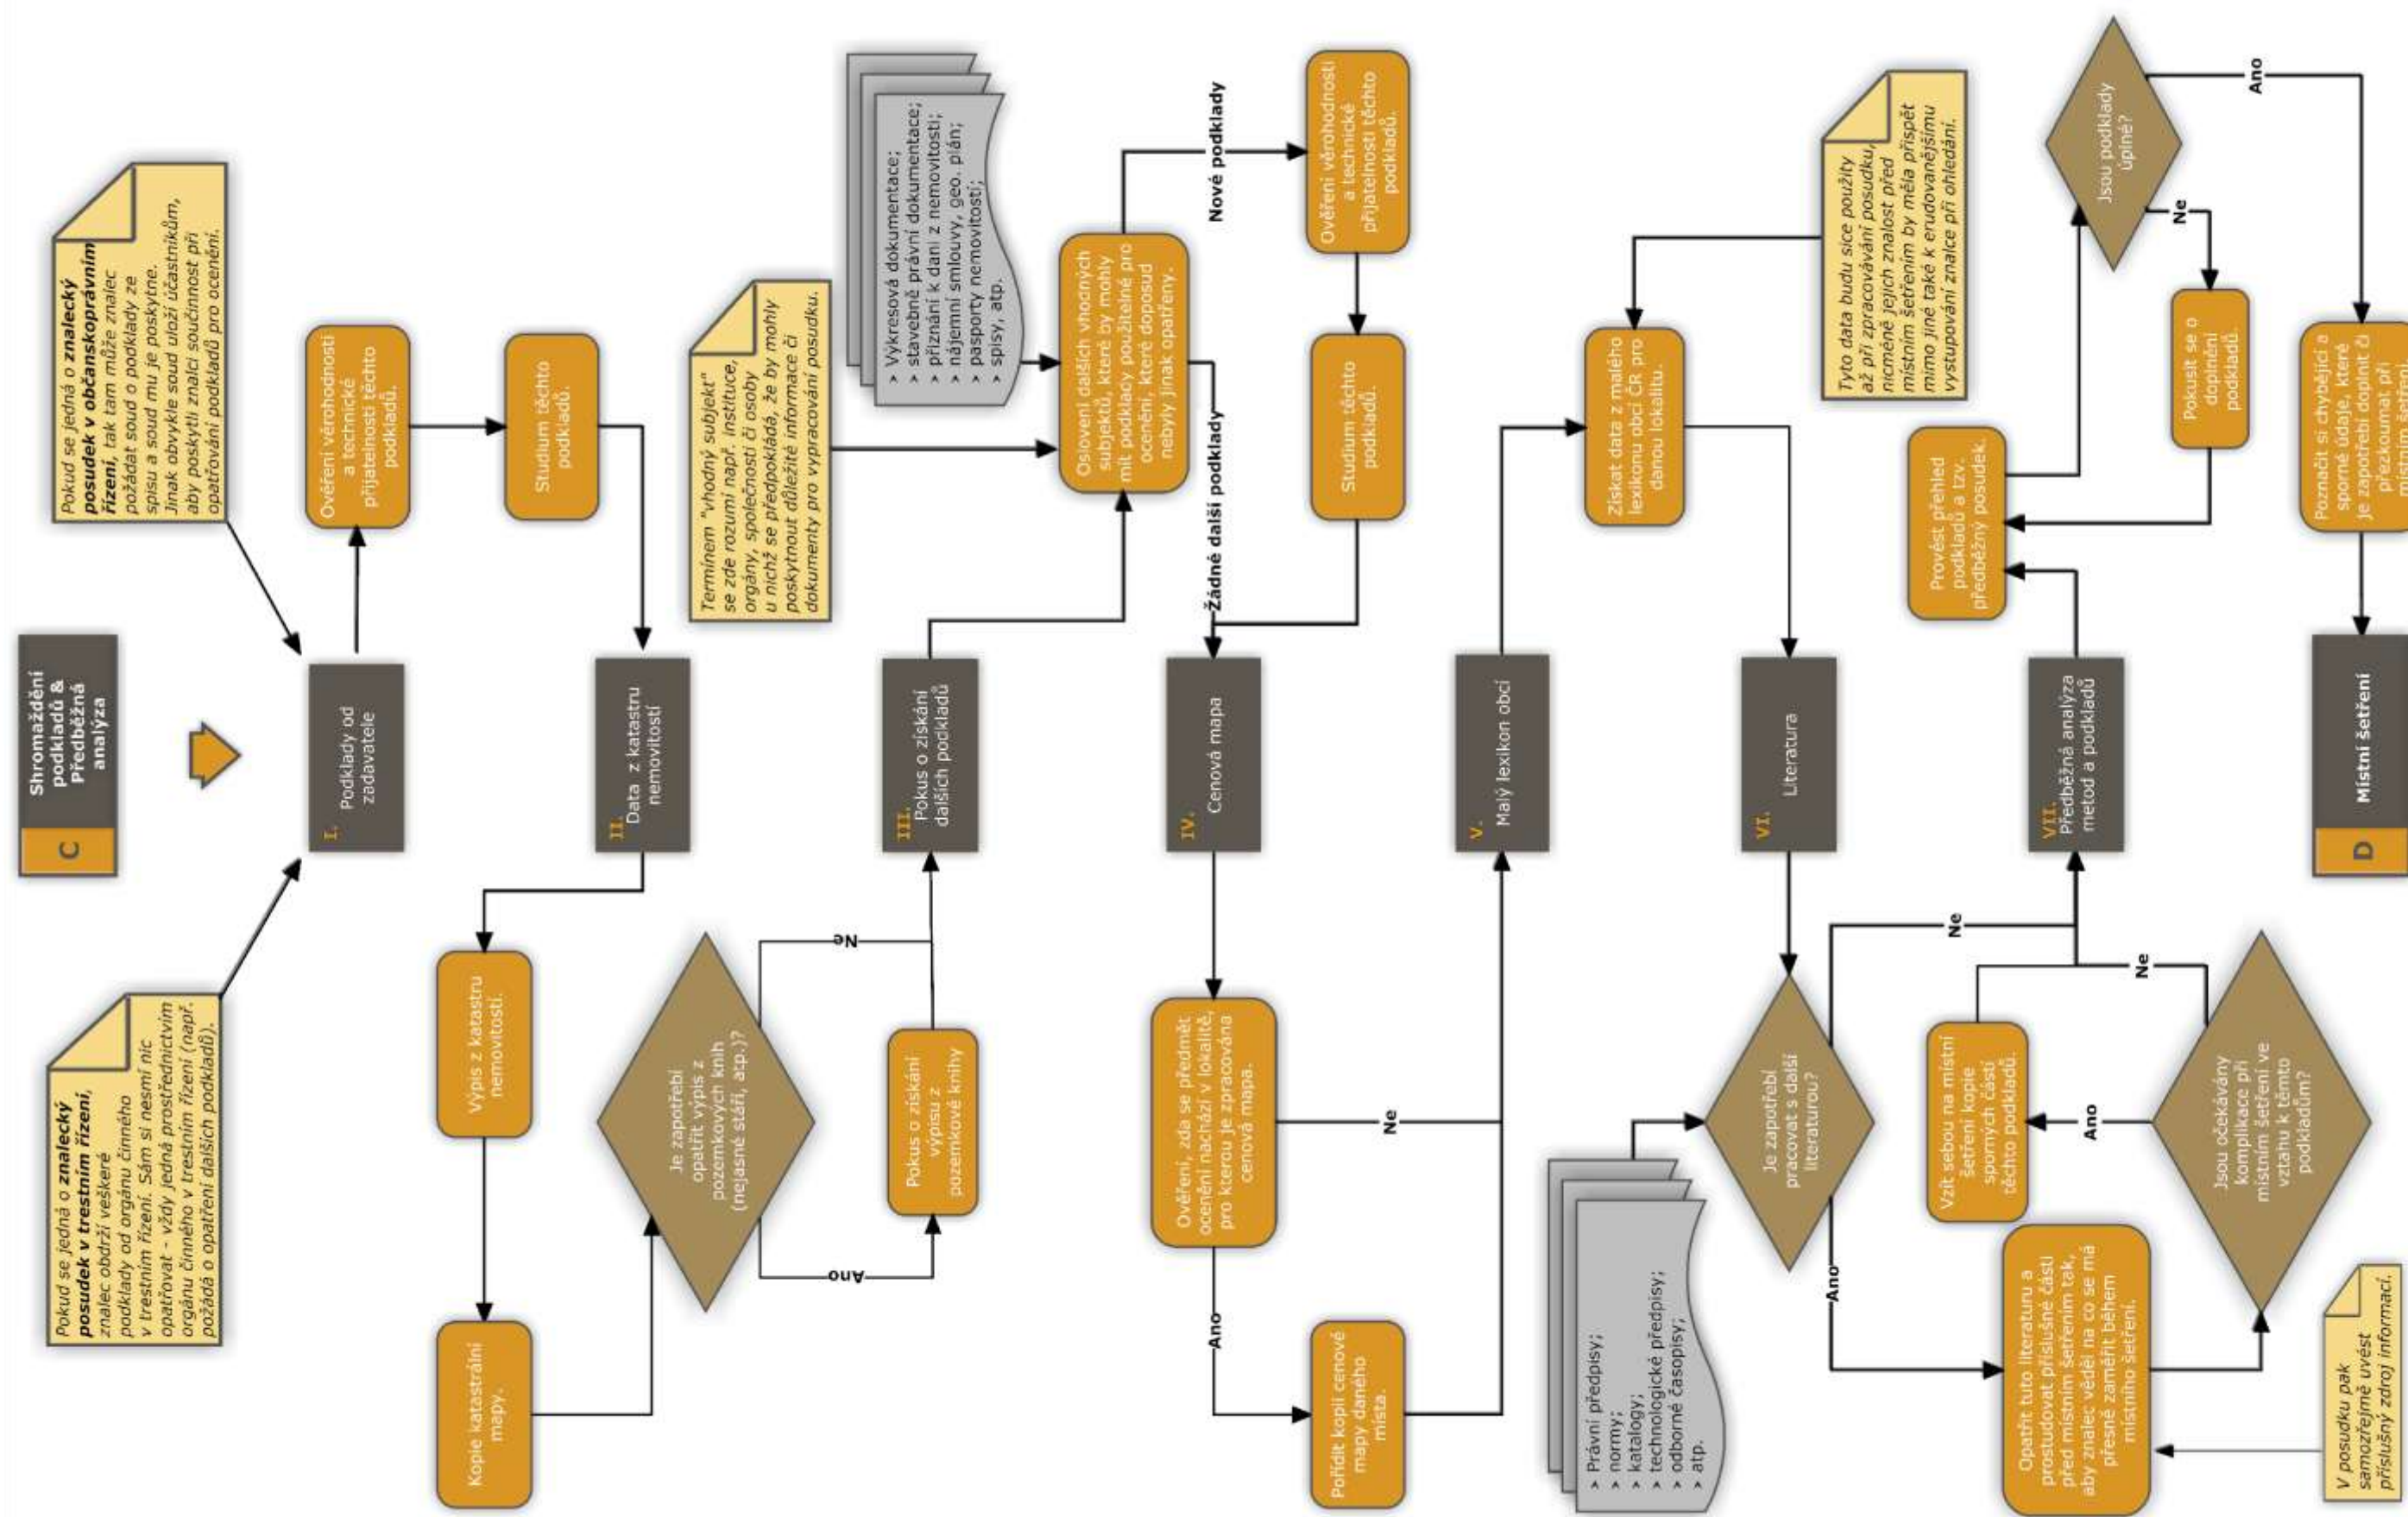 C
Shromaždění
podkladů &
Předběžná
analýza
Pokud se jedná o znalecký
posudek v trestním řízení,
znalec obdrží veškeré
podklady od orgánu činného
v trestním řízení. Sám si nesmí nic
opatřovat - vždy jedná prostřednictvím
orgánu činného v trestním řízení (např.
požádá o opatření dalších podkladů).
Pokud se jedná o znalecký
posudek v občanskoprávním
řízení, tak tam může znalec
požádat soud o podklady ze
spisu a soud mu je poskytne.
Jinak obvykle soud uloží účastníkům,
aby poskytli znalci součinnost při
opatřování podkladů pro ocenění.
I.
Podklady od
zadavatele
Ověření věrohodnosti
a technické
přijatelnosti těchto
podkladů.
Studium těchto
podkladů.
II.
Data z katastru
nemovitostí
Výpis z katastru
nemovitostí.
Kopie katastrální
mapy.
Je zapotřebí
opatřit výpis z
pozemkových knih
(nejasné stáří, atp.)?
Ano
Ne
Pokus o získání
výpisu z
pozemkové knihy
III.
Pokus o získání
dalších podkladů
Termínem "vhodný subjekt"
se zde rozumí např. instituce,
orgány, společnosti či osoby
u nichž se předpokládá, že by mohly
poskytnout důležité informace či
dokumenty pro vypracování posudku.
> Výkresová dokumentace;
> stavebně právní dokumentace;
> přiznání k dani z nemovitosti;
> nájemní smlouvy, geo. plán;
> pasporty nemovitostí;
> spisy, atp.
Oslovení dalších vhodných
subjektů, které by mohly
mít podklady použitelné pro
ocenění, které doposud
nebyly jinak opatřeny.
Nové podklady
Žádné další podklady
Ověření věrohodnosti
a technické
přijatelnosti těchto
podkladů.
Studium těchto
podkladů.
IV.
Cenová mapa
Ověření, zda se předmět
ocenění nachází v lokalitě,
pro kterou je zpracována
cenová mapa.
Ano
Ne
Pořídit kopii cenové
mapy daného
místa.
V.
Malý lexikon obcí
Získat data z malého
lexikonu obcí ČR pro
danou lokalitu.
Tyto data budu sice použity
až při zpracovávání posudku,
nicméně jejich znalost před
místním šetřením by měla přispět
mimo jiné také k erudovanějšímu
vystupování znalce při ohledání.
VI.
Literatura
> Právní předpisy;
> normy;
> katalogy;
> technologické předpisy;
> odborné časopisy;
> atp.
Je zapotřebí
pracovat s další
literaturou?
Ano
Ne
Opatřit tuto literaturu a
prostudovat příslušné části
před místním šetřením tak,
aby znalec věděl na co se má
přesně zaměřit během
místního šetření.
V posudku pak
samozřejmě uvést
příslušný zdroj informací.
Jsou očekávány
komplikace při
místním šetření ve
vztahu k těmto
podkladům?
Ano
Ne
Vzít sebou na místní
šetření kopie
sporných částí
těchto podkladů.
VII.
Předběžná analýza
metod a podkladů
Provést přehled
podkladů a tzv.
předběžný posudek.
Jsou podklady
úplné?
Ne
Ano
Pokusit se o
doplnění
podkladů.
Poznačit si chybějící a
sporné údaje, které
je zapotřebí doplnit či
přezkoumat při
místním šetření.
D
Místní šetření